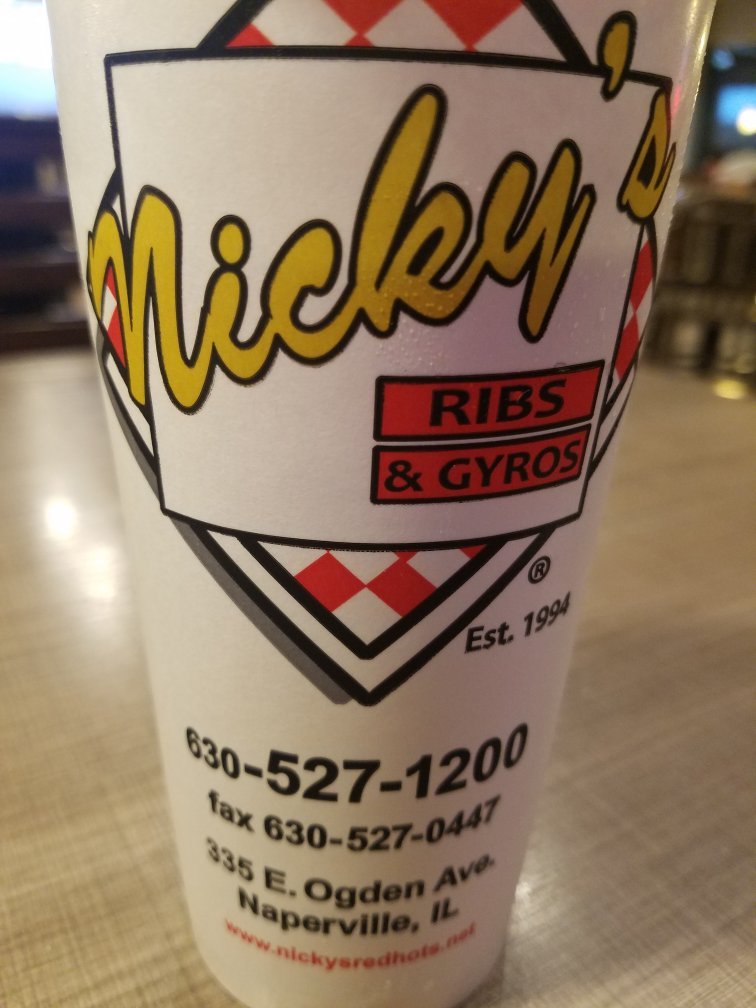 Nicky's
RIBS
& GYROS
®
Est. 1994
630-527-1200
fax 630-527-0447
335 E. Ogden Ave.
Naperville, IL
www.nickysredhots.net